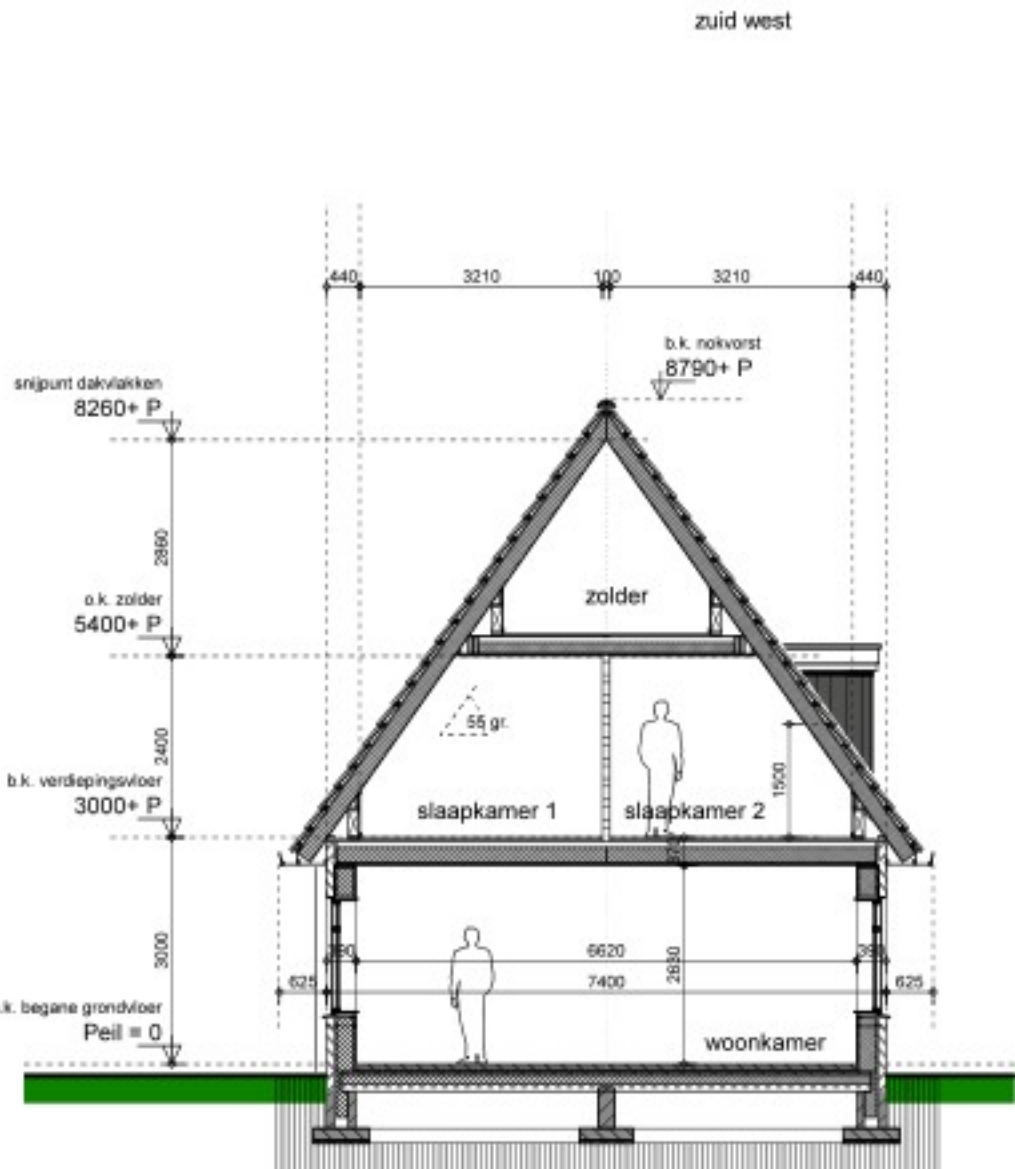 zuid west
440 3210 100 3210 440
b.k. nokvorst
8790+ P
snijpunt dakvlakken
8260+ P
2860
o.k. zolder
5400+ P
zolder
55 gr.
2400
1500
b.k. verdiepingsvloer
3000+ P
slaapkamer 1
slaapkamer 2
3000
390 6620 390
2630
625 7400 625
.k. begane grondvloer
Peil = 0
woonkamer